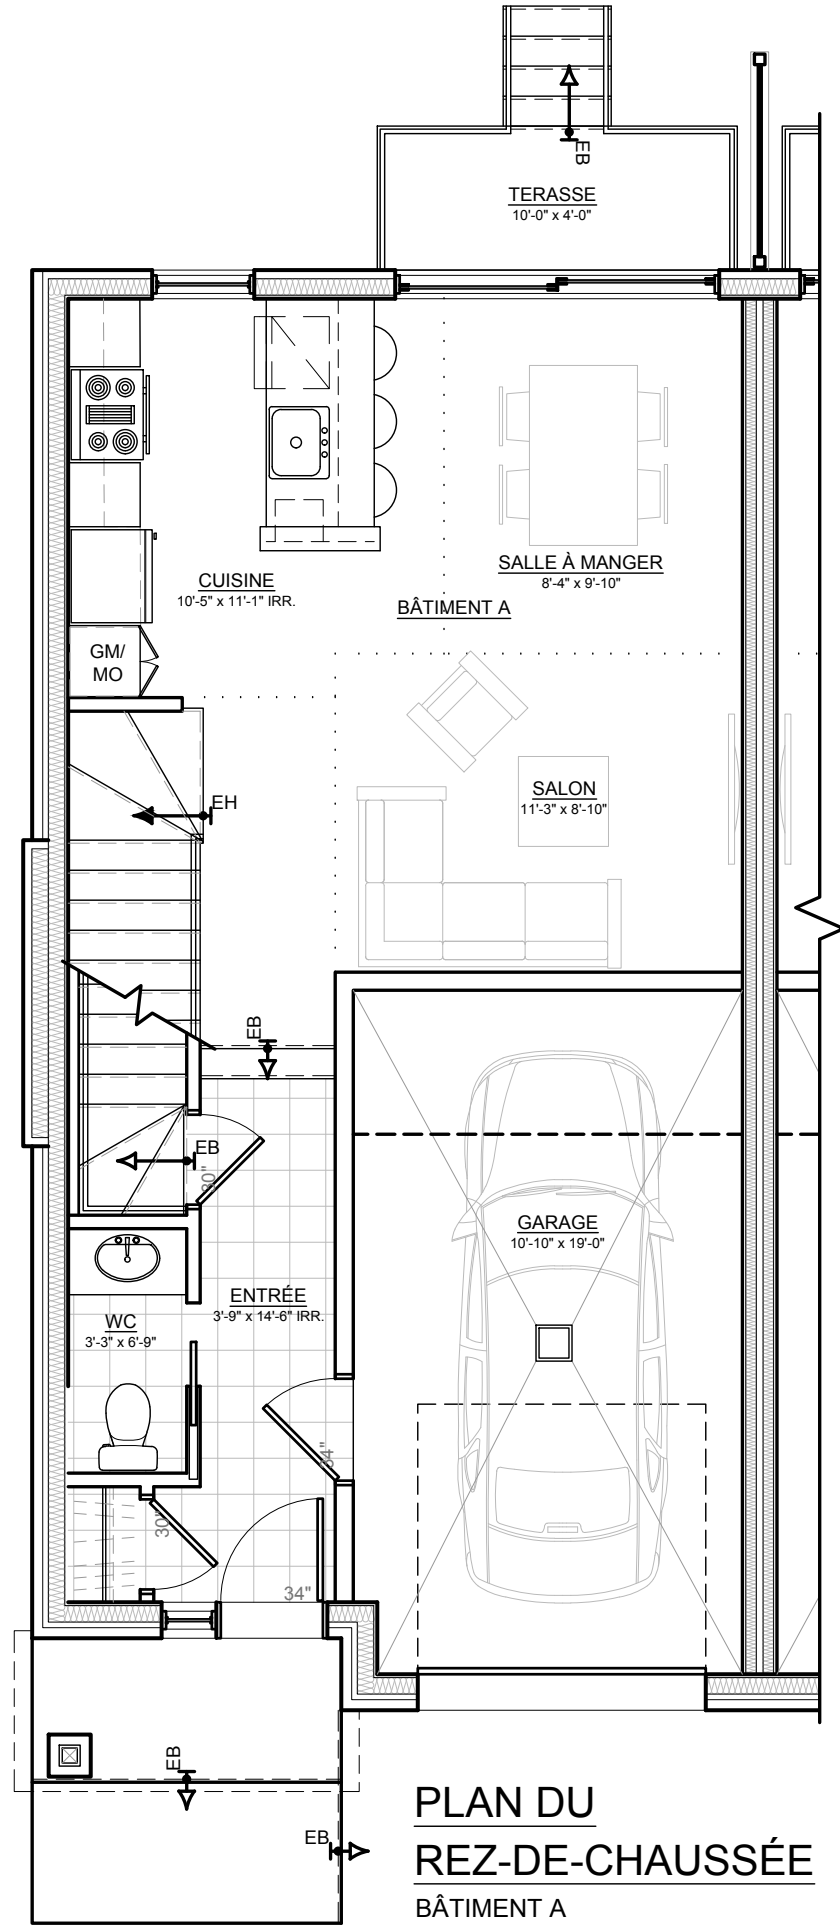 EB
TERASSE
10'-0" x 4'-0"
SALLE À MANGER
8'-4" x 9'-10"
CUISINE
10'-5" x 11'-1" IRR.
BÂTIMENT A
GM/
MO
SALON
11'-3" x 8'-10"
EH
EB
EB
30"
GARAGE
10'-10" x 19'-0"
ENTRÉE
3'-9" x 14'-6" IRR.
WC
3'-3" x 6'-9"
34"
30"
34"
EB
EB
PLAN DU
REZ-DE-CHAUSSÉE
BÂTIMENT A